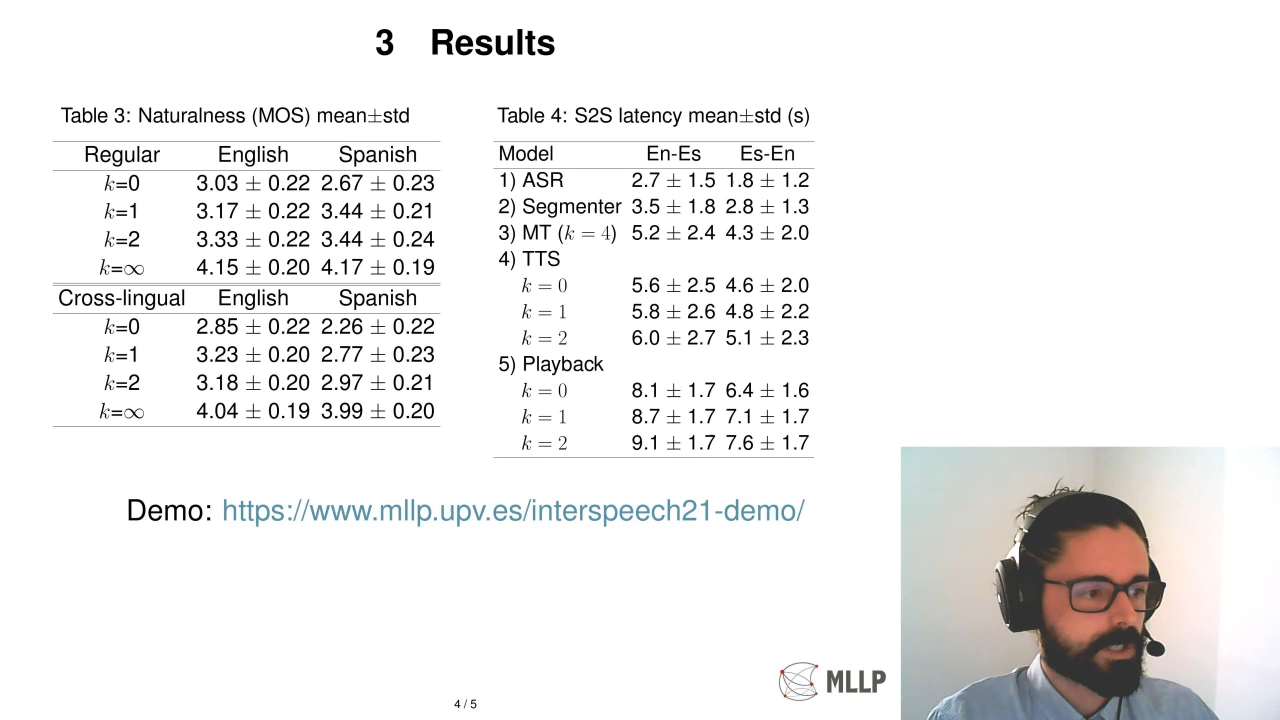 3 Results
Table 3: Naturalness (MOS) mean±std
Regular English Spanish
k=0 3.03 ± 0.22 2.67 ± 0.23
k=1 3.17 ± 0.22 3.44 ± 0.21
k=2 3.33 ± 0.22 3.44 ± 0.24
k=∞ 4.15 ± 0.20 4.17 ± 0.19
Cross-lingual English Spanish
k=0 2.85 ± 0.22 2.26 ± 0.22
k=1 3.23 ± 0.20 2.77 ± 0.23
k=2 3.18 ± 0.20 2.97 ± 0.21
k=∞ 4.04 ± 0.19 3.99 ± 0.20
Table 4: S2S latency mean±std (s)
Model En-Es Es-En
1) ASR 2.7 ± 1.5 1.8 ± 1.2
2) Segmenter 3.5 ± 1.8 2.8 ± 1.3
3) MT (k = 4) 5.2 ± 2.4 4.3 ± 2.0
4) TTS
k = 0 5.6 ± 2.5 4.6 ± 2.0
k = 1 5.8 ± 2.6 4.8 ± 2.2
k = 2 6.0 ± 2.7 5.1 ± 2.3
5) Playback
k = 0 8.1 ± 1.7 6.4 ± 1.6
k = 1 8.7 ± 1.7 7.1 ± 1.7
k = 2 9.1 ± 1.7 7.6 ± 1.7
Demo: https://www.mllp.upv.es/interspeech21-demo/
MLLP
4 / 5